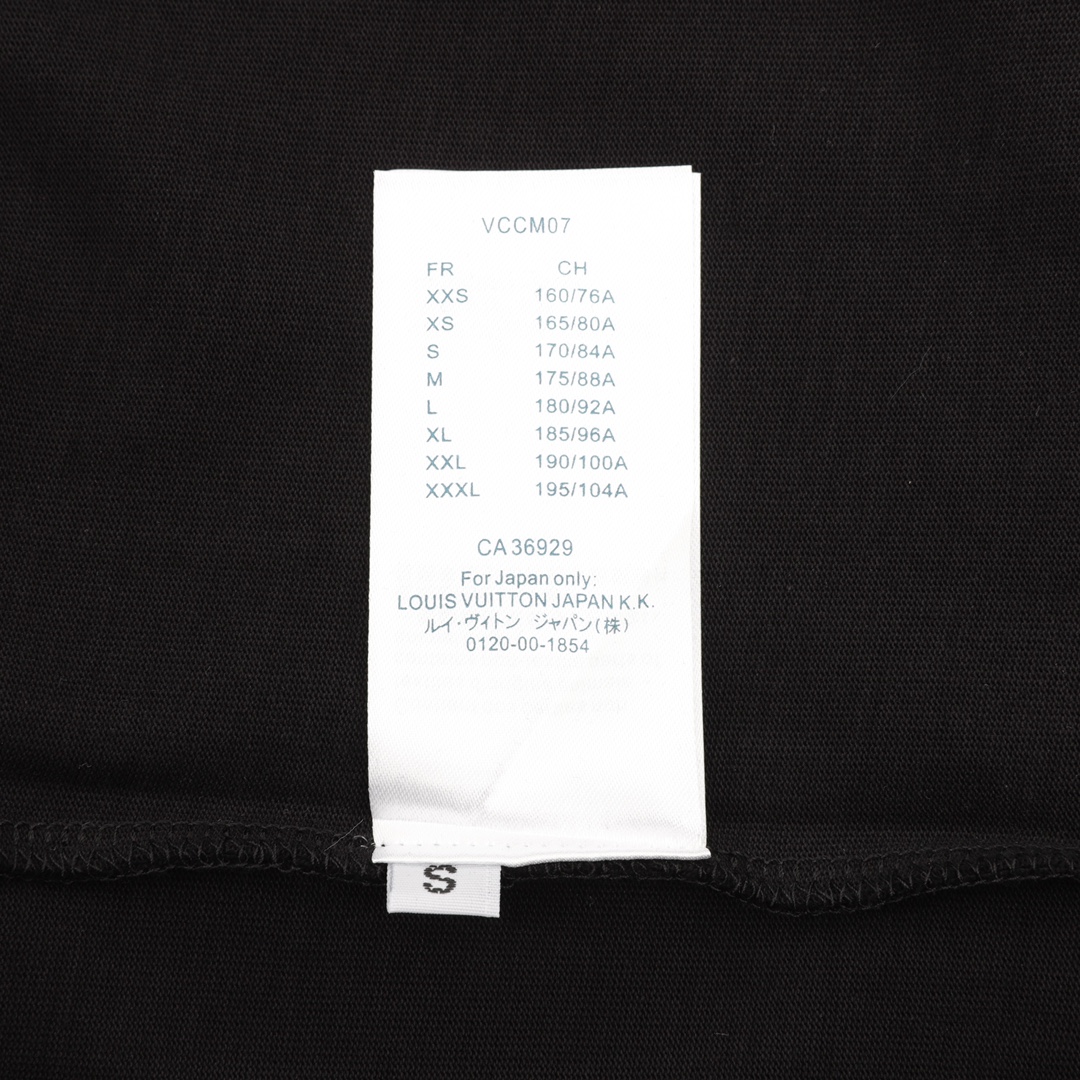 VCCM07
FR CH
XXS 160/76A
XS 165/80A
S 170/84A
M 175/88A
L 180/92A
XL 185/96A
XXL 190/100A
XXXL 195/104A
CA 36929
For Japan only:
LOUIS VUITTON JAPAN K.K.
ルイ・ヴィトン ジャパン(株)
0120-00-1854
S